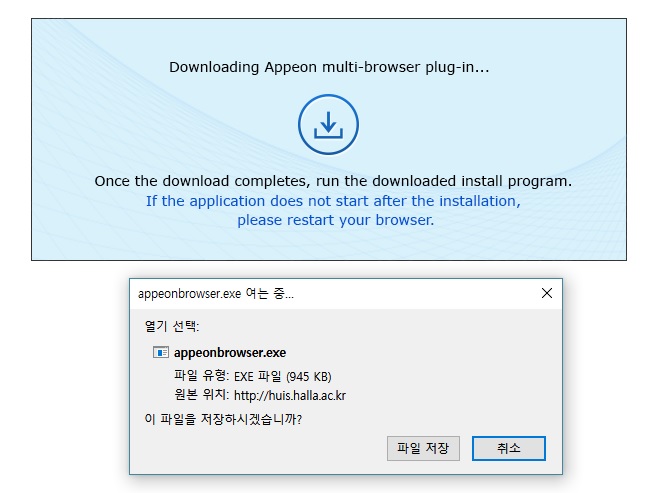 Downloading Appeon multi-browser plug-in...
Once the download completes, run the downloaded install program.
If the application does not start after the installation,
please restart your browser.
appeonbrowser.exe 여는 중...
열기 선택:
appeonbrowser.exe
파일 유형: EXE 파일 (945 KB)
원본 위치: http://huis.halla.ac.kr
이 파일을 저장하시겠습니까?
파일 저장
취소